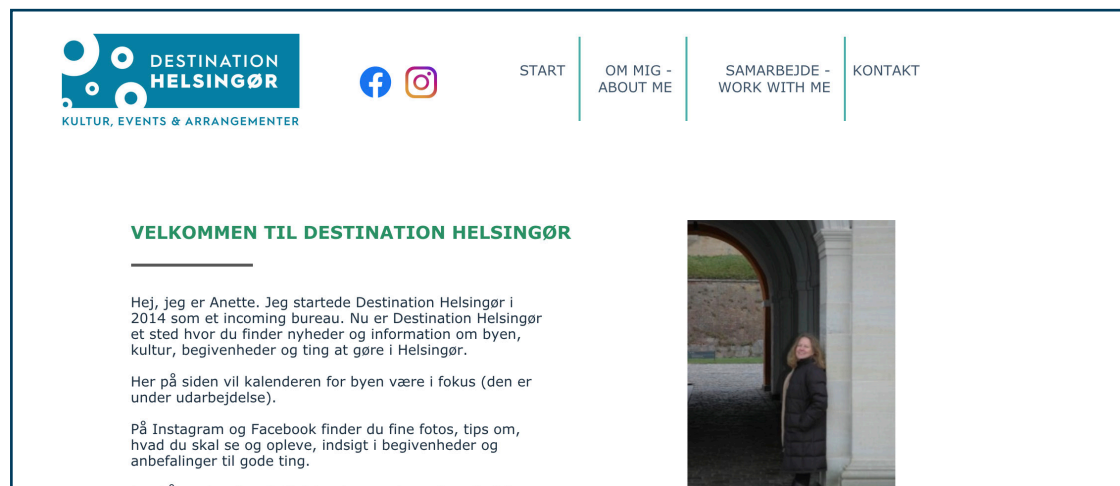 DESTINATION
HELSINGØR
KULTUR, EVENTS & ARRANGEMENTER
START
OM MIG -
ABOUT ME
SAMARBEJDE -
WORK WITH ME
KONTAKT
VELKOMMEN TIL DESTINATION HELSINGØR
Hej, jeg er Anette. Jeg startede Destination Helsingør i
2014 som et incoming bureau. Nu er Destination Helsingør
et sted hvor du finder nyheder og information om byen,
kultur, begivenheder og ting at gøre i Helsingør.
Her på siden vil kalenderen for byen være i fokus (den er
under udarbejdelse).
På Instagram og Facebook finder du fine fotos, tips om,
hvad du skal se og opleve, indsigt i begivenheder og
anbefalinger til gode ting.